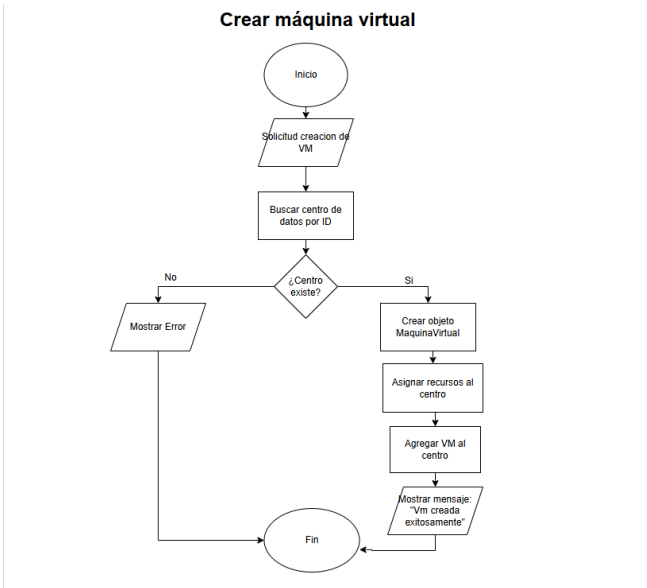 Crear máquina virtual
Inicio
Solicitud creacion de
VM
Buscar centro de
datos por ID
¿Centro
existe?
No
Si
Mostrar Error
Crear objeto
MaquinaVirtual
Asignar recursos al
centro
Agregar VM al
centro
Mostrar mensaje:
"Vm creada
exitosamente"
Fin